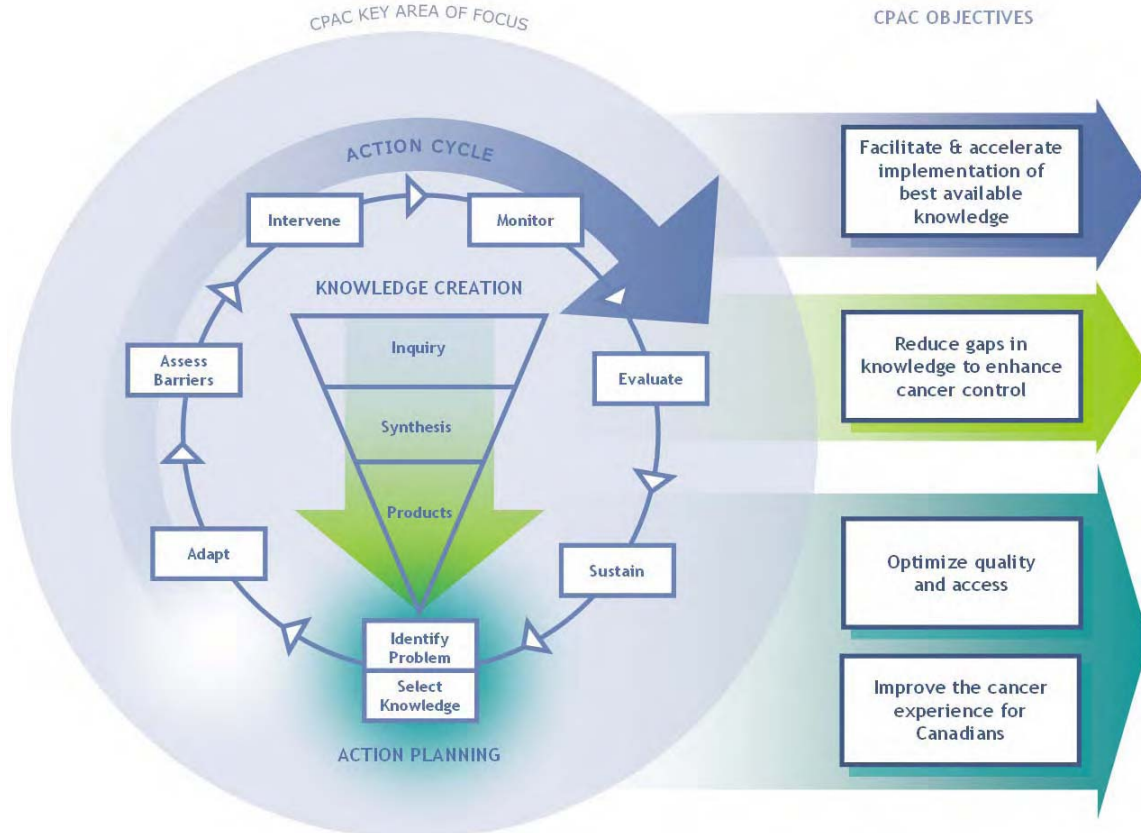 CPAC KEY AREA OF FOCUS
CPAC OBJECTIVES
ACTION CYCLE
Intervene
Monitor
KNOWLEDGE CREATION
Inquiry
Synthesis
Products
Assess
Barriers
Evaluate
Adapt
Sustain
Identify
Problem
Select
Knowledge
ACTION PLANNING
Facilitate & accelerate
implementation of
best available
knowledge
Reduce gaps in
knowledge to enhance
cancer control
Optimize quality
and access
Improve the cancer
experience for
Canadians